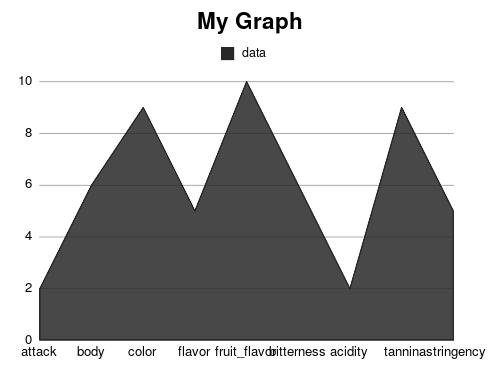 My Graph
data
10
8
6
4
2
0
attack body color flavor fruit_flavor bitterness acidity tannin astringency